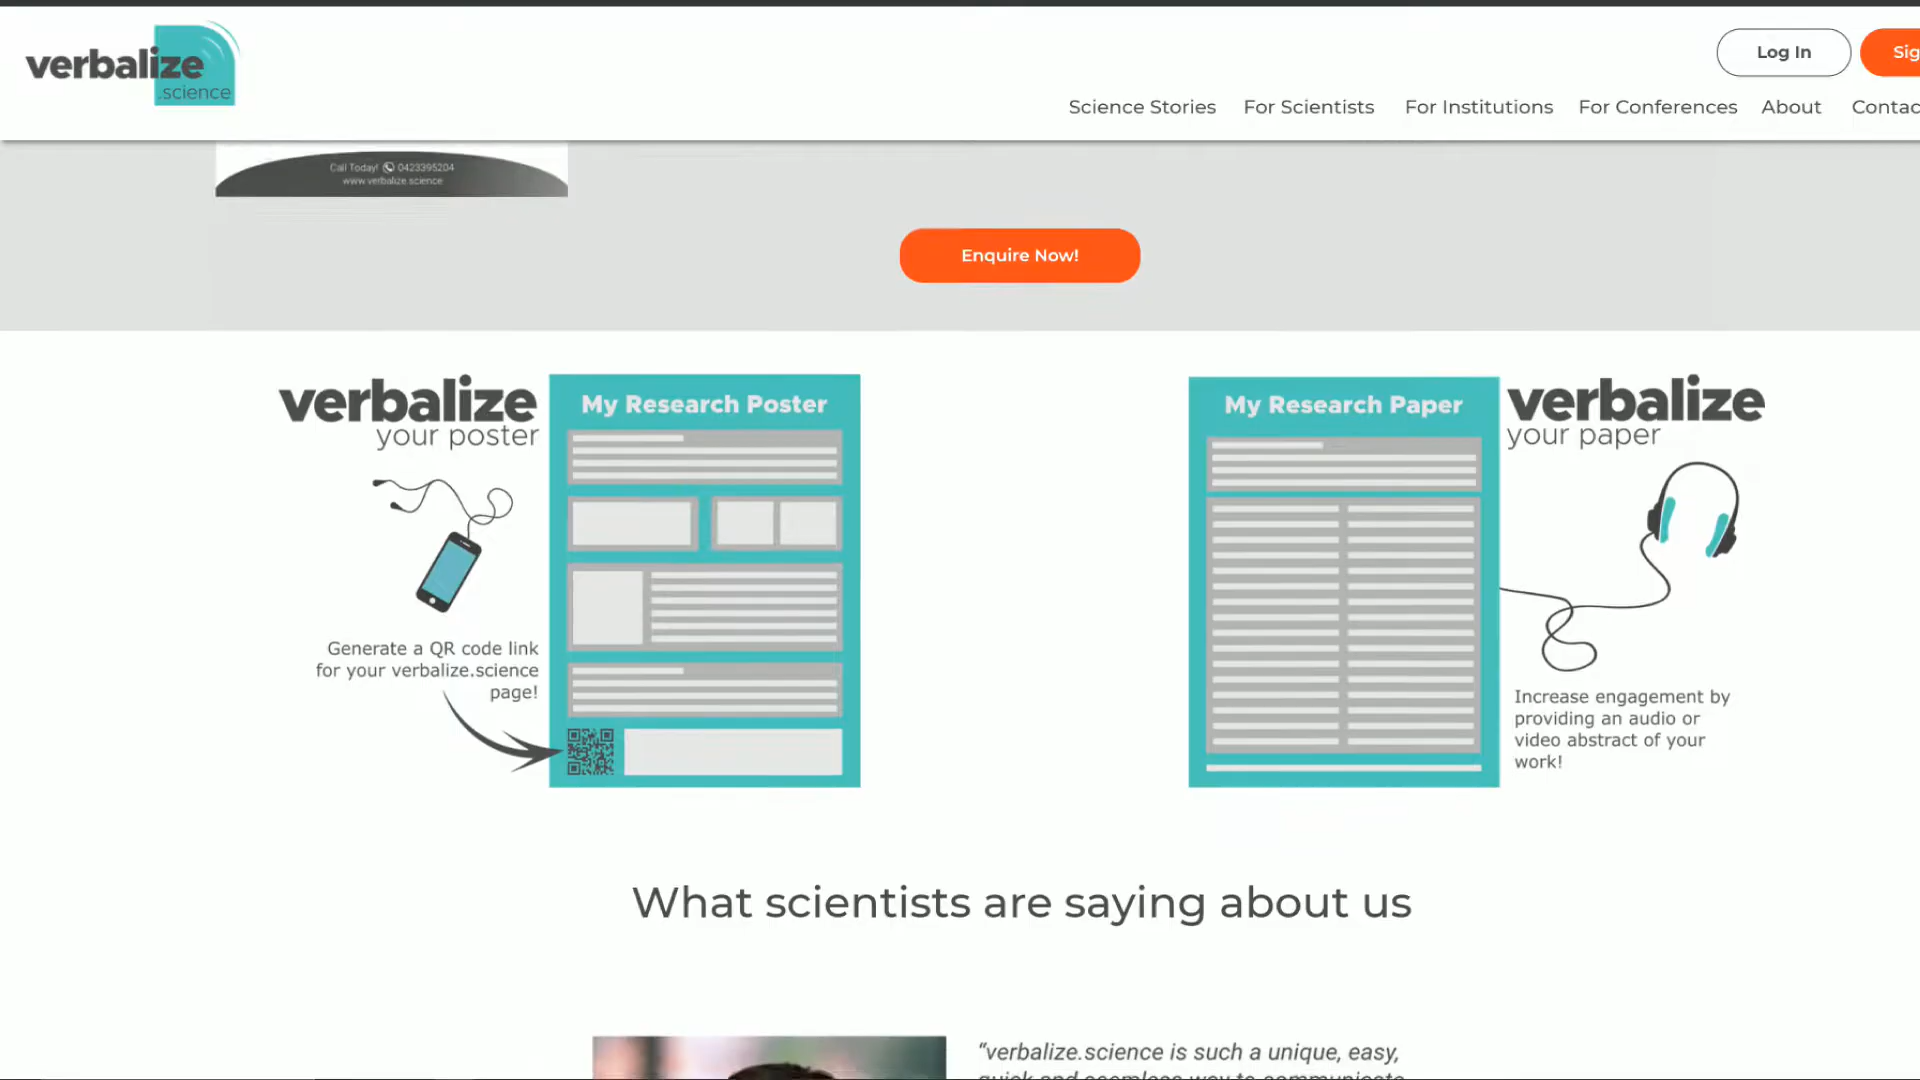 verbalize
.science
Log In
Science Stories For Scientists For Institutions For Conferences About
Call Today! 0423395204
www.verbalize.science
Enquire Now!
verbalize
your poster
My Research Poster
Generate a QR code link
for your verbalize.science
page!
My Research Paper
verbalize
your paper
Increase engagement by
providing an audio or
video abstract of your
work!
What scientists are saying about us
“verbalize.science is such a unique, easy,